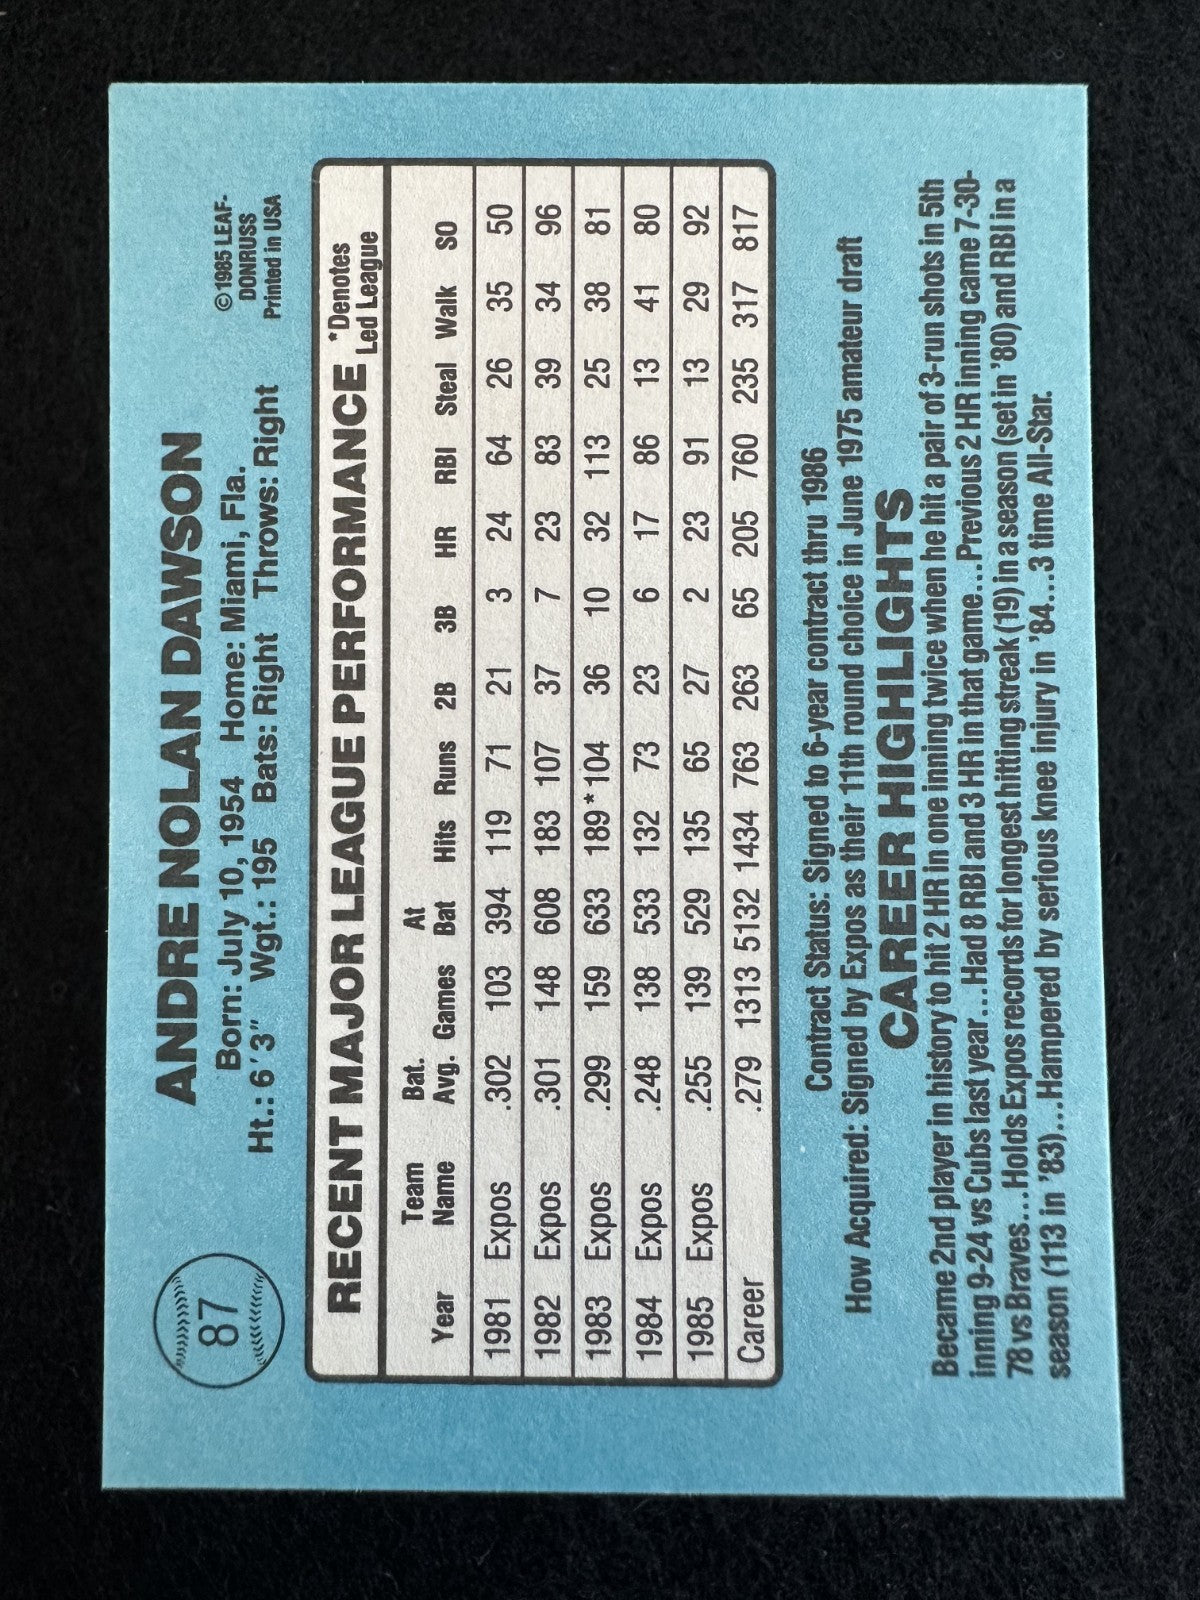 87
ANDRE NOLAN DAWSON
© 1985 LEAF-
DONRUSS
Printed in USA
Born: July 10, 1954 Home: Miami, Fla.
Ht.: 6'3" Wgt.: 195 Bats: Right Throws: Right
RECENT MAJOR LEAGUE PERFORMANCE *Denotes Led League
Year Team Name Bat. Avg. Games At Bat Hits Runs 2B 3B HR RBI Steal Walk SO
1981 Expos .302 103 394 119 71 21 3 24 64 26 35 50
1982 Expos .301 148 608 183 107 37 7 23 83 39 34 96
1983 Expos .299 159 633 189* 104 36 10 32 113 25 38 81
1984 Expos .248 138 533 132 73 23 6 17 86 13 41 80
1985 Expos .255 139 529 135 65 27 2 23 91 13 29 92
Career .279 1313 5132 1434 763 263 65 205 760 235 317 817
Contract Status: Signed to 6-year contract thru 1986
How Acquired: Signed by Expos as their 11th round choice in June 1975 amateur draft
CAREER HIGHLIGHTS
Became 2nd player in history to hit 2 HR in one inning twice when he hit a pair of 3-run shots in 5th
inning 9-24 vs Cubs last year...Had 8 RBI and 3 HR in that game...Previous 2 HR inning came 7-30-
78 vs Braves...Holds Expos records for longest hitting streak (19) in a season (set in '80) and RBI in a
season (113 in '83)...Hampered by serious knee injury in '84...3 time All-Star.